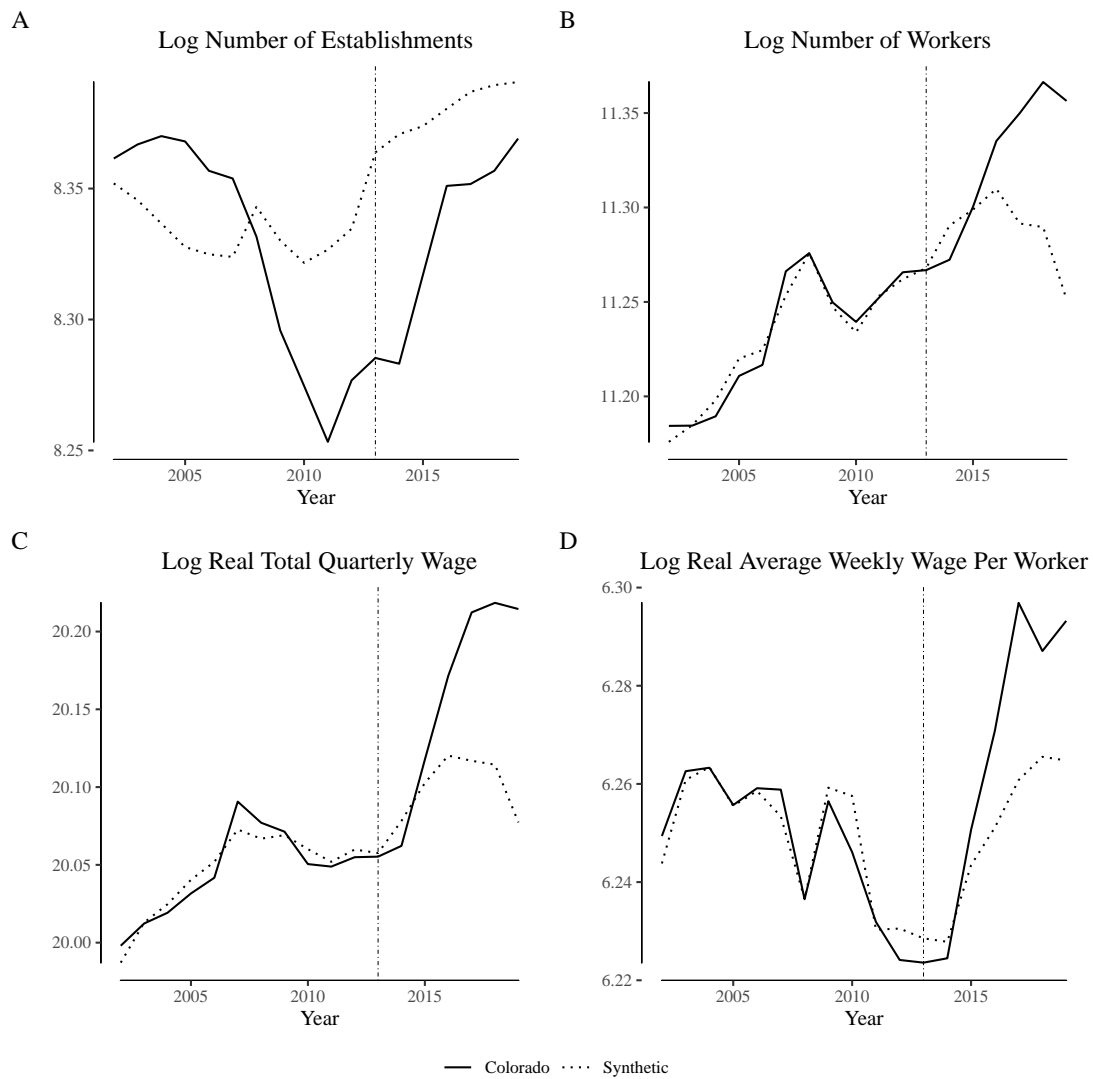 A
Log Number of Establishments
8.35
8.30
8.25
2005 2010 2015
Year
B
Log Number of Workers
11.35
11.30
11.25
11.20
2005 2010 2015
Year
C
Log Real Total Quarterly Wage
20.20
20.15
20.10
20.05
20.00
2005 2010 2015
Year
D
Log Real Average Weekly Wage Per Worker
6.30
6.28
6.26
6.24
6.22
2005 2010 2015
Year
Colorado Synthetic